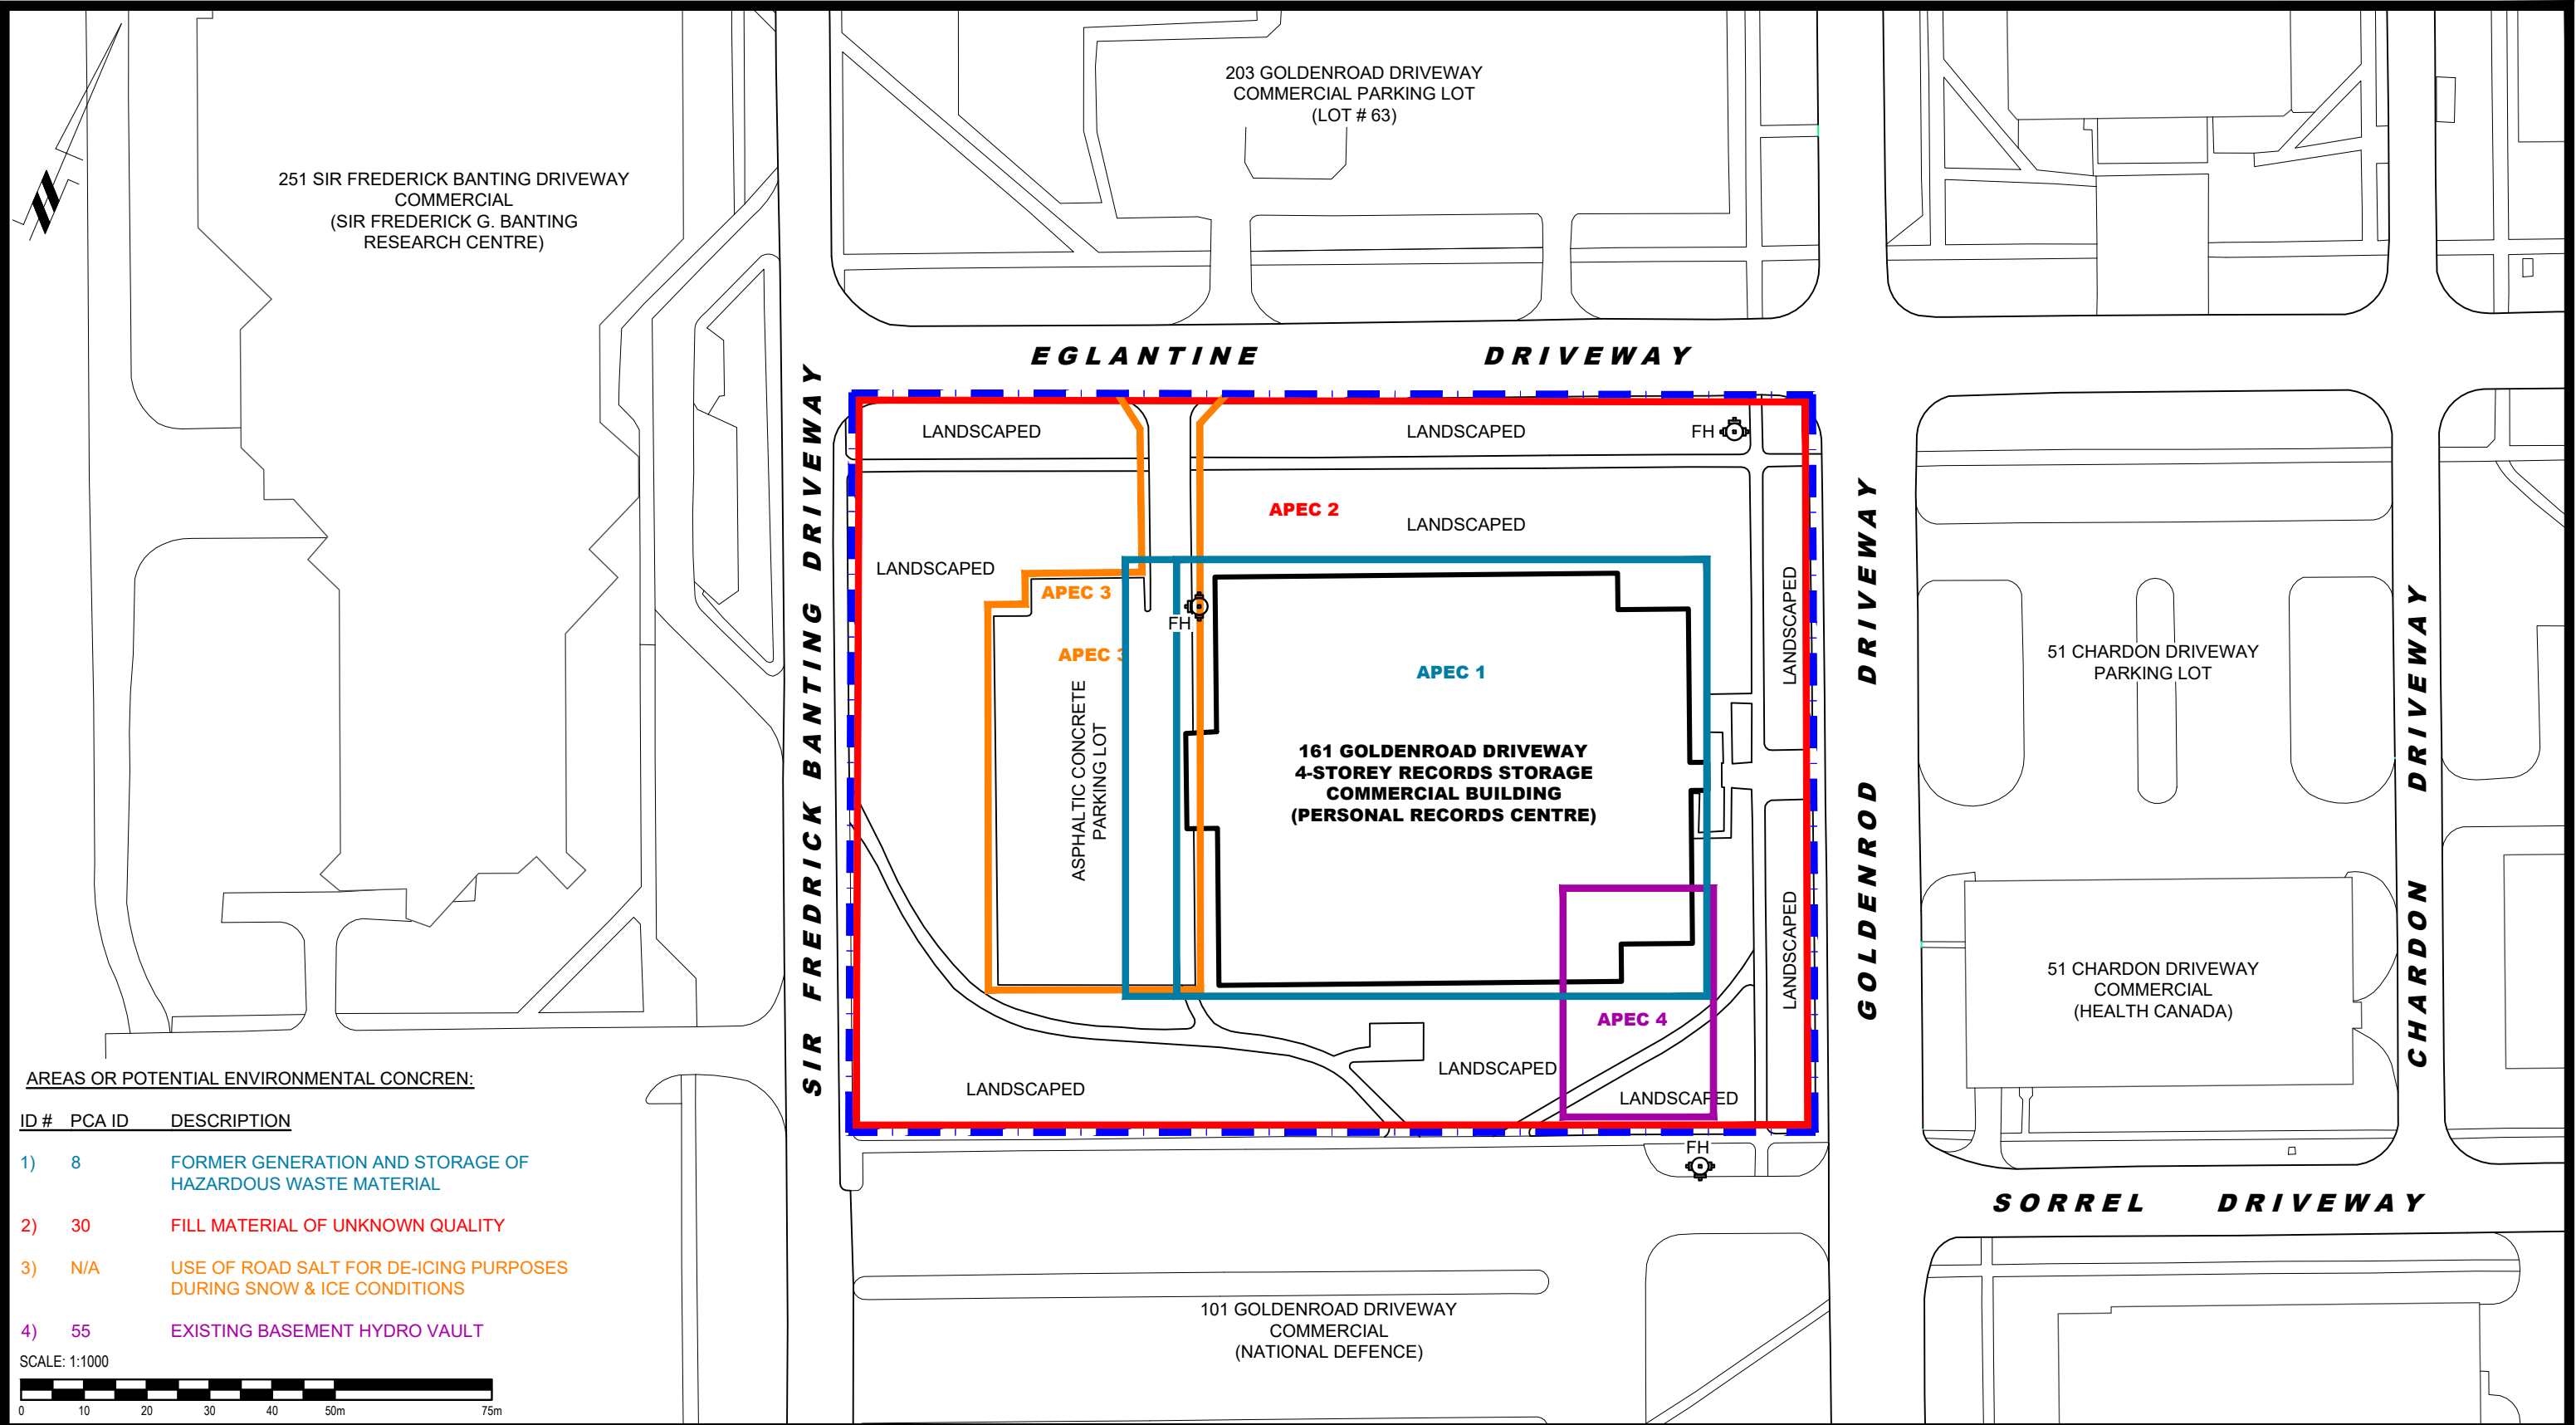 203 GOLDENROAD DRIVEWAY
COMMERCIAL PARKING LOT
(LOT # 63)
251 SIR FREDERICK BANTING DRIVEWAY
COMMERCIAL
(SIR FREDERICK G. BANTING
RESEARCH CENTRE)
EGLANTINE DRIVEWAY
SIR FREDRICK BANTING DRIVEWAY
LANDSCAPED
LANDSCAPED
FH
APEC 2
LANDSCAPED
LANDSCAPED
APEC 3
FH
APEC 3
ASPHALTIC CONCRETE
PARKING LOT
APEC 1
161 GOLDENROAD DRIVEWAY
4-STOREY RECORDS STORAGE
COMMERCIAL BUILDING
(PERSONAL RECORDS CENTRE)
LANDSCAPED
LANDSCAPED
GOLDENROD DRIVEWAY
51 CHARDON DRIVEWAY
PARKING LOT
CHARDON DRIVEWAY
51 CHARDON DRIVEWAY
COMMERCIAL
(HEALTH CANADA)
APEC 4
LANDSCAPED
LANDSCAPED
LANDSCAPED
FH
SORREL DRIVEWAY
101 GOLDENROAD DRIVEWAY
COMMERCIAL
(NATIONAL DEFENCE)
AREAS OR POTENTIAL ENVIRONMENTAL CONCREN:
ID # PCA ID DESCRIPTION
1) 8 FORMER GENERATION AND STORAGE OF
HAZARDOUS WASTE MATERIAL
2) 30 FILL MATERIAL OF UNKNOWN QUALITY
3) N/A USE OF ROAD SALT FOR DE-ICING PURPOSES
DURING SNOW & ICE CONDITIONS
4) 55 EXISTING BASEMENT HYDRO VAULT
SCALE: 1:1000
0 10 20 30 40 50m 75m